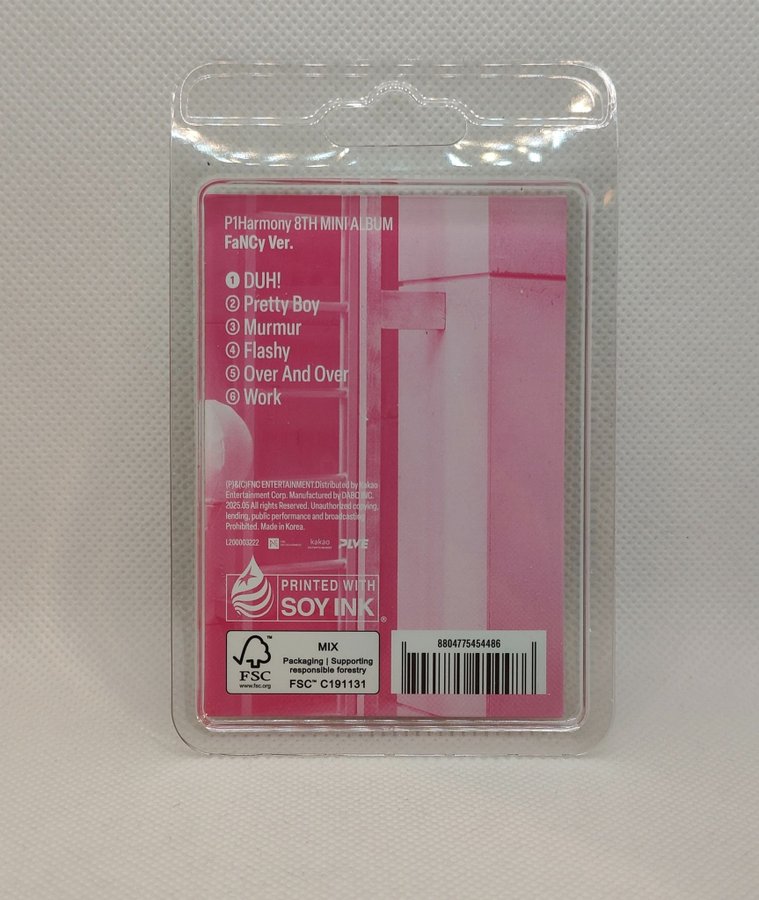 P1Harmony 8TH MINI ALBUM
FaNCy Ver.
1 DUH!
2 Pretty Boy
3 Murmur
4 Flashy
5 Over And Over
6 Work
(P)&(C)FNC ENTERTAINMENT.Distributed by Kakao
Entertainment Corp. Manufactured by DABO INC.
2025.05 All rights Reserved. Unauthorized copying,
lending, public performance and broadcasting
Prohibited. Made in Korea.
L200003222 kakao PLVE
PRINTED WITH
SOY INK ®
FSC™
www.fsc.org
MIX
Packaging | Supporting
responsible forestry
FSC™ C191131
8804775454486